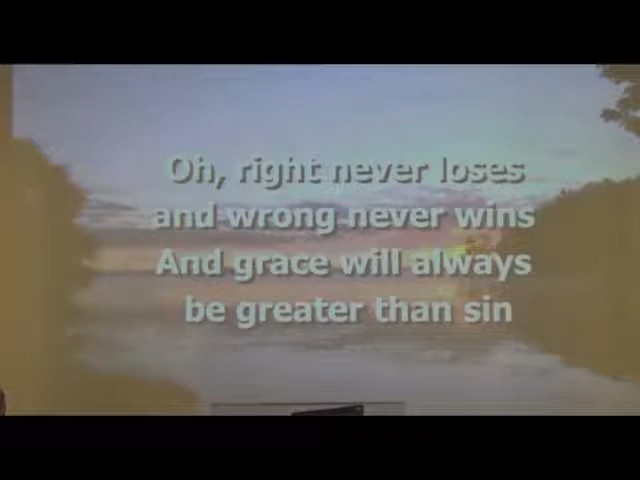 Oh, right never loses
and wrong never wins
And grace will always
be greater than sin